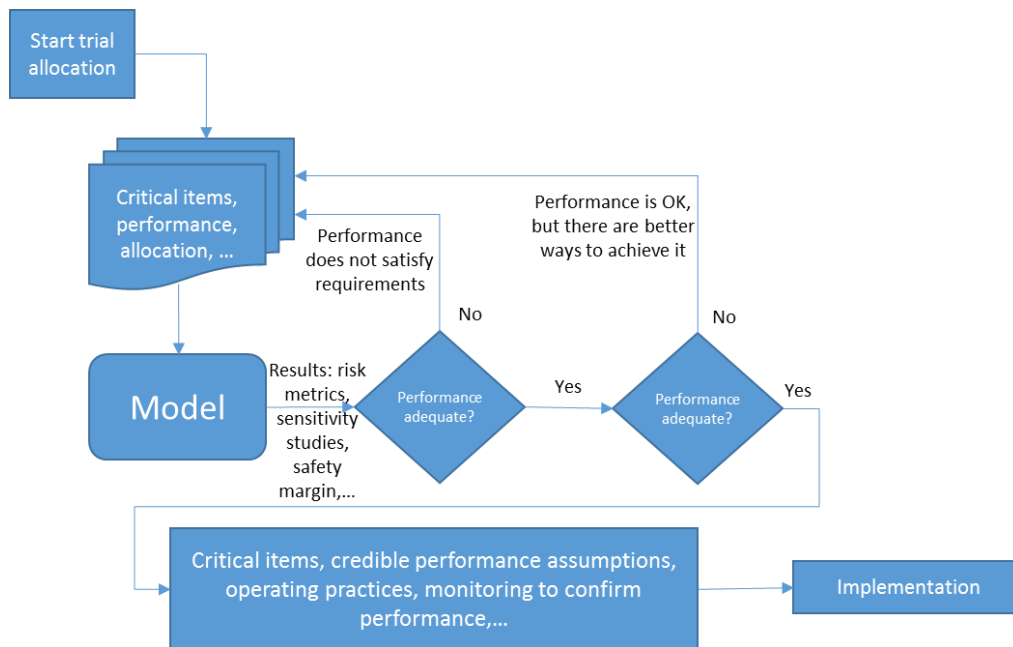 Start trial
allocation
Critical items,
performance,
allocation, ...
Performance
does not satisfy
requirements
Performance is OK,
but there are better
ways to achieve it
No
No
Model
Results: risk
metrics,
sensitivity
studies,
safety
margin,...
Performance
adequate?
Yes
Performance
adequate?
Yes
Critical items, credible performance assumptions,
operating practices, monitoring to confirm
performance,...
Implementation